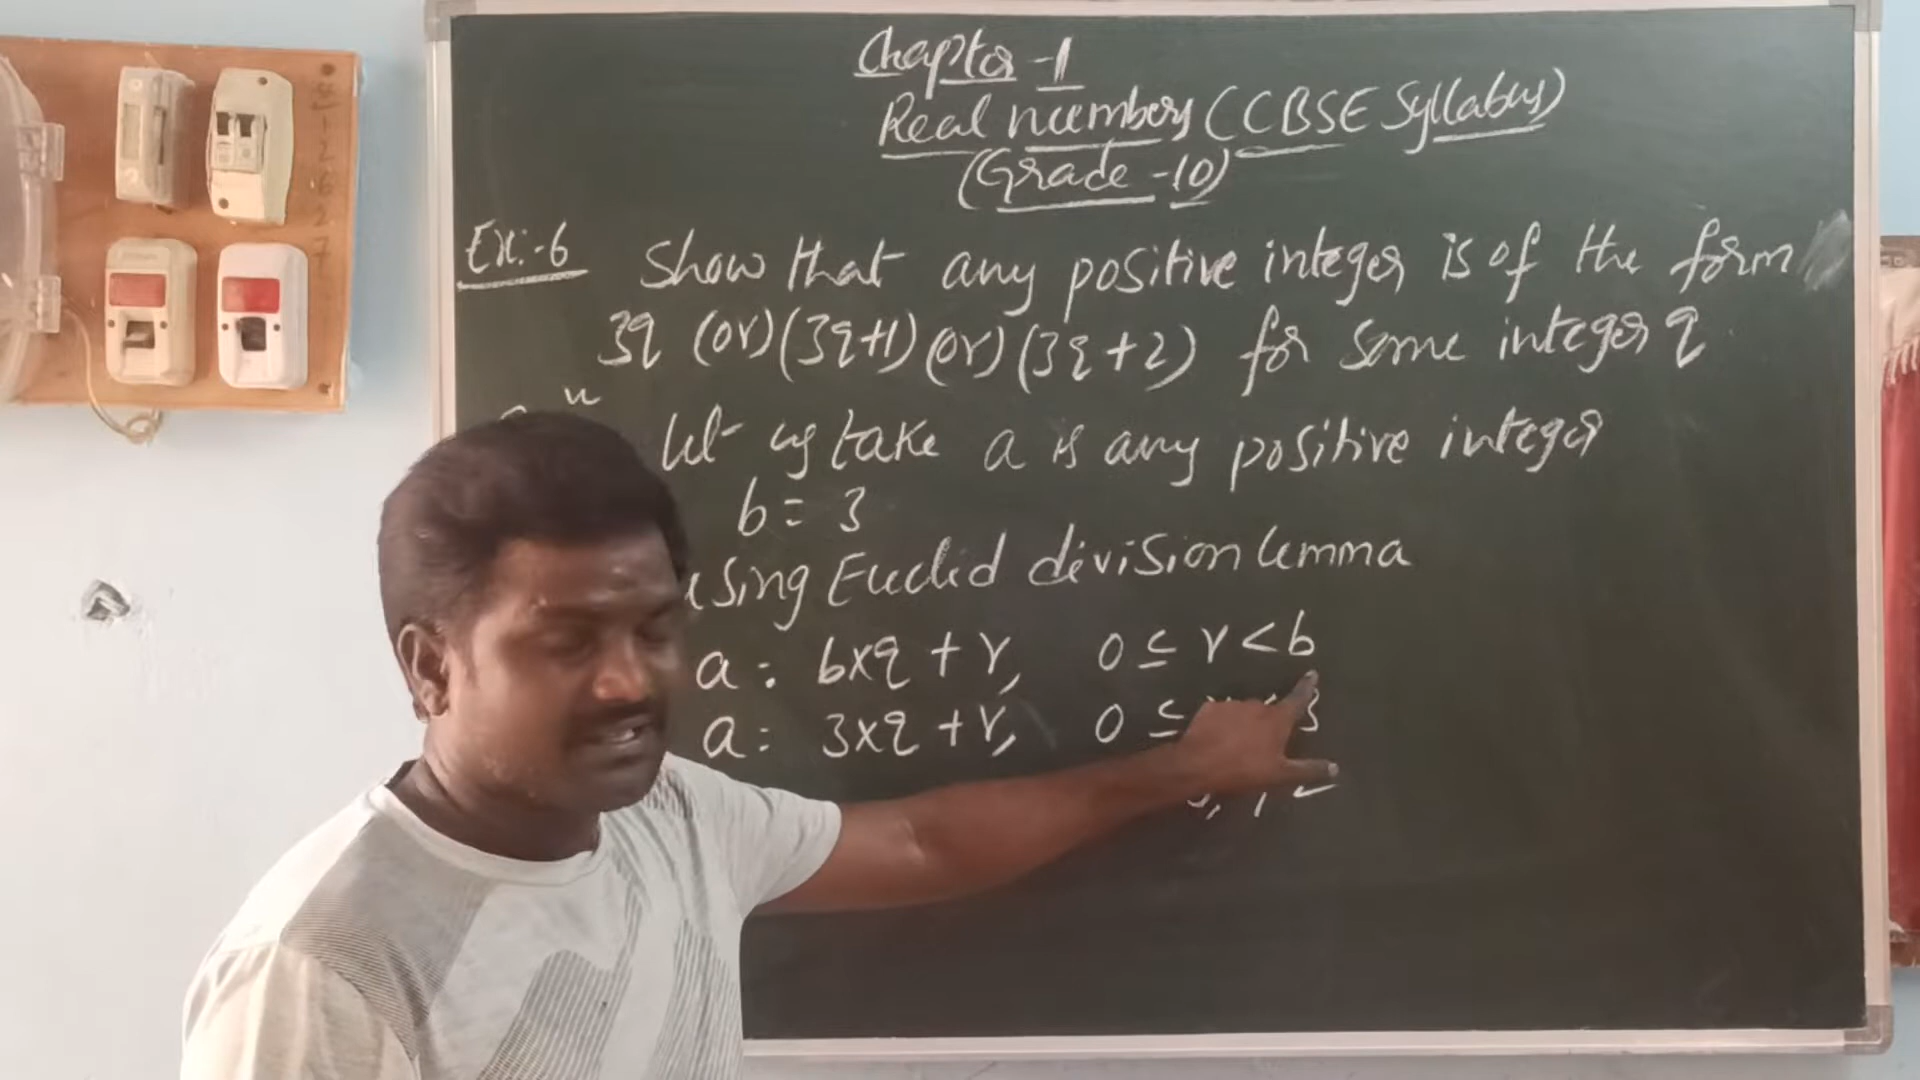 Chapter -1
Real numbers (CBSE Syllabus)
(Grade -10)
Ex:-6 Show that any positive integer is of the form
3q (or) (3q+1) (or) (3q+2) for some integer q
Let us take a is any positive integer
b = 3
using Euclid division lemma
a = b×q + r, 0 ≤ r < b
a = 3×q + r, 0 ≤ r < 3